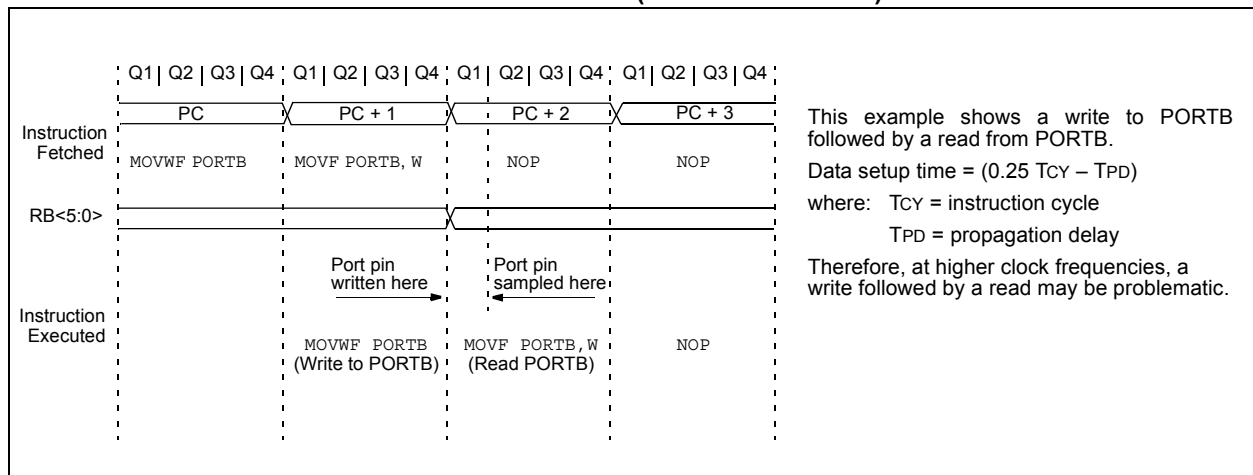 Q1 | Q2 | Q3 | Q4 Q1 | Q2 | Q3 | Q4 Q1 | Q2 | Q3 | Q4 Q1 | Q2 | Q3 | Q4
PC PC + 1 PC + 2 PC + 3
Instruction
Fetched
MOVWF PORTB MOVF PORTB, W NOP NOP
RB<5:0>
Port pin
written here
Port pin
sampled here
Instruction
Executed
MOVWF PORTB
(Write to PORTB)
MOVF PORTB,W
(Read PORTB)
NOP
This example shows a write to PORTB
followed by a read from PORTB.
Data setup time = (0.25 TCY – TPD)
where: TCY = instruction cycle
TPD = propagation delay
Therefore, at higher clock frequencies, a
write followed by a read may be problematic.